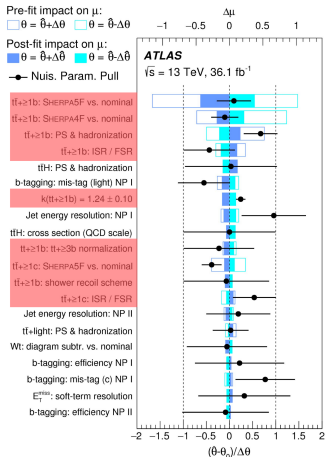 Pre-fit impact on μ:
θ = θ̂+Δθ θ = θ̂-Δθ
Post-fit impact on μ:
θ = θ̂+Δθ̂ θ = θ̂-Δθ̂
Nuis. Param. Pull
Δμ
-1 -0.5 0 0.5 1
ATLAS
√s = 13 TeV, 36.1 fb⁻¹
tt̄+≥1b: SHERPA5F vs. nominal
tt̄+≥1b: SHERPA4F vs. nominal
tt̄+≥1b: PS & hadronization
tt̄+≥1b: ISR / FSR
tt̄H: PS & hadronization
b-tagging: mis-tag (light) NP I
k(tt̄+≥1b) = 1.24 ± 0.10
Jet energy resolution: NP I
tt̄H: cross section (QCD scale)
tt̄+≥1b: tt̄+≥3b normalization
tt̄+≥1c: SHERPA5F vs. nominal
tt̄+≥1b: shower recoil scheme
tt̄+≥1c: ISR / FSR
Jet energy resolution: NP II
tt̄+light: PS & hadronization
Wt: diagram subtr. vs. nominal
b-tagging: efficiency NP I
b-tagging: mis-tag (c) NP I
E_T^miss: soft-term resolution
b-tagging: efficiency NP II
-2 -1.5 -1 -0.5 0 0.5 1 1.5 2
(θ̂-θ₀)/Δθ